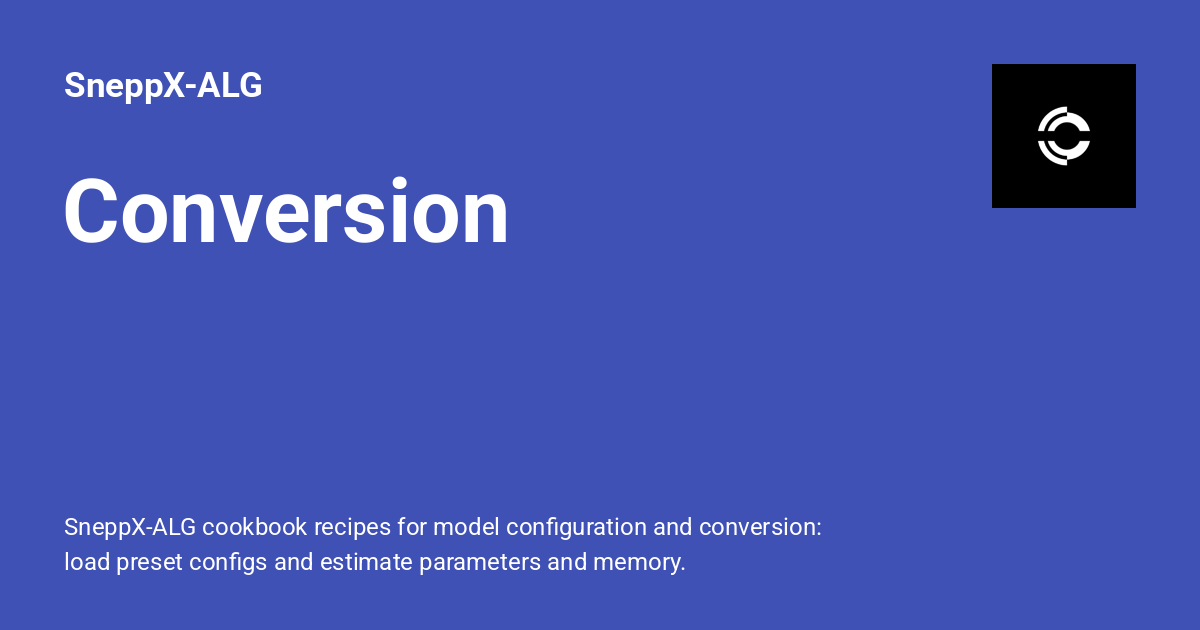 SneppX-ALG
Conversion
SneppX-ALG cookbook recipes for model configuration and conversion:
load preset configs and estimate parameters and memory.